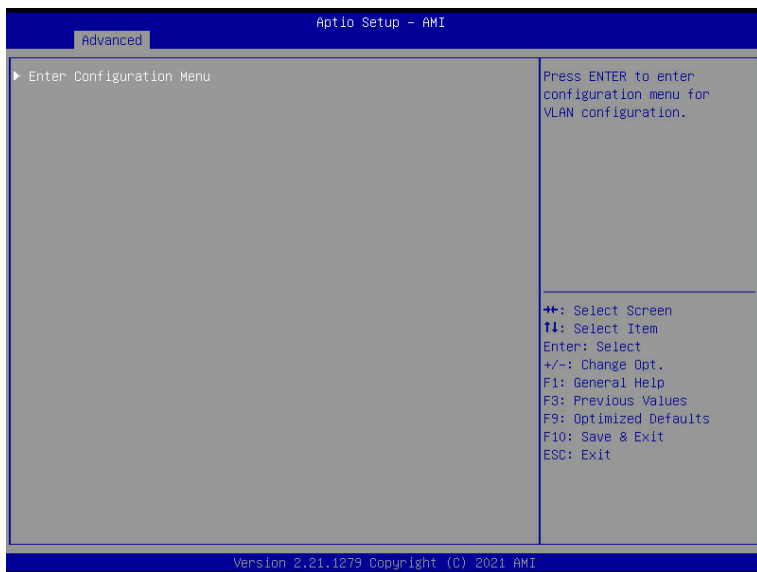 Aptio Setup – AMI
Advanced
▶ Enter Configuration Menu
Press ENTER to enter
configuration menu for
VLAN configuration.
→←: Select Screen
↑↓: Select Item
Enter: Select
+/-: Change Opt.
F1: General Help
F3: Previous Values
F9: Optimized Defaults
F10: Save & Exit
ESC: Exit
Version 2.21.1279 Copyright (C) 2021 AMI